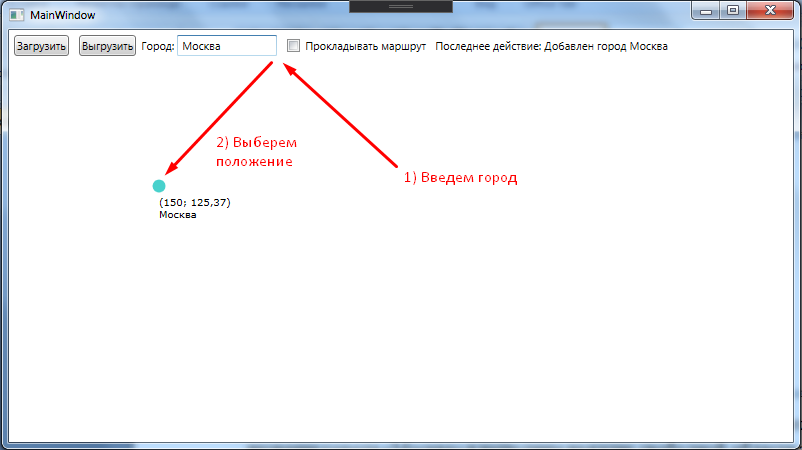 MainWindow
Загрузить Выгрузить Город: Москва Прокладывать маршрут Последнее действие: Добавлен город Москва
2) Выберем
положение
1) Введем город
(150; 125,37)
Москва